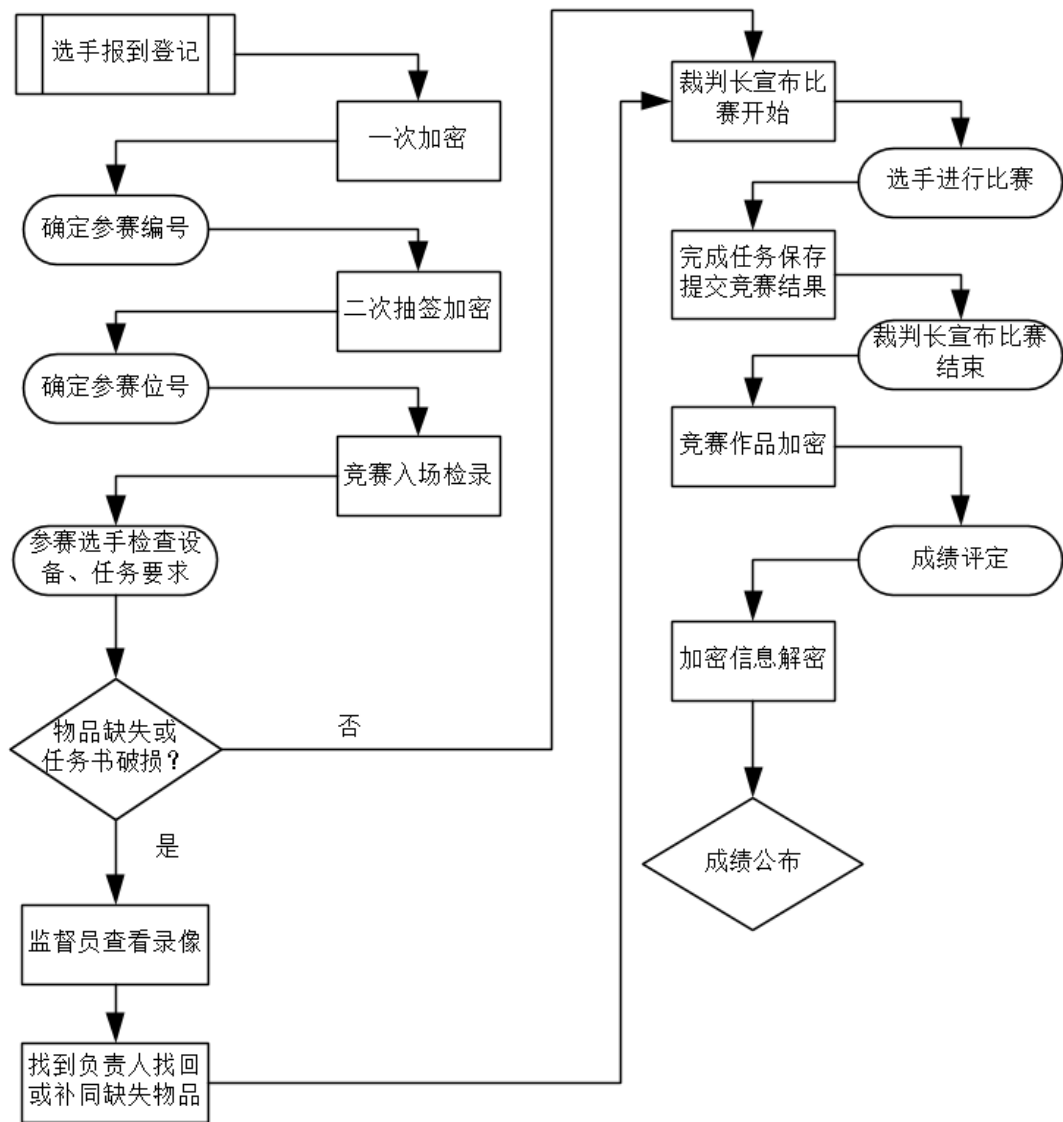 选手报到登记
一次加密
确定参赛编号
二次抽签加密
确定参赛位号
竞赛入场检录
参赛选手检查设
备、任务要求
物品缺失或
任务书破损？
否
是
监督员查看录像
找到负责人找回
或补同缺失物品
裁判长宣布比
赛开始
选手进行比赛
完成任务保存
提交竞赛结果
裁判长宣布比赛
结束
竞赛作品加密
成绩评定
加密信息解密
成绩公布